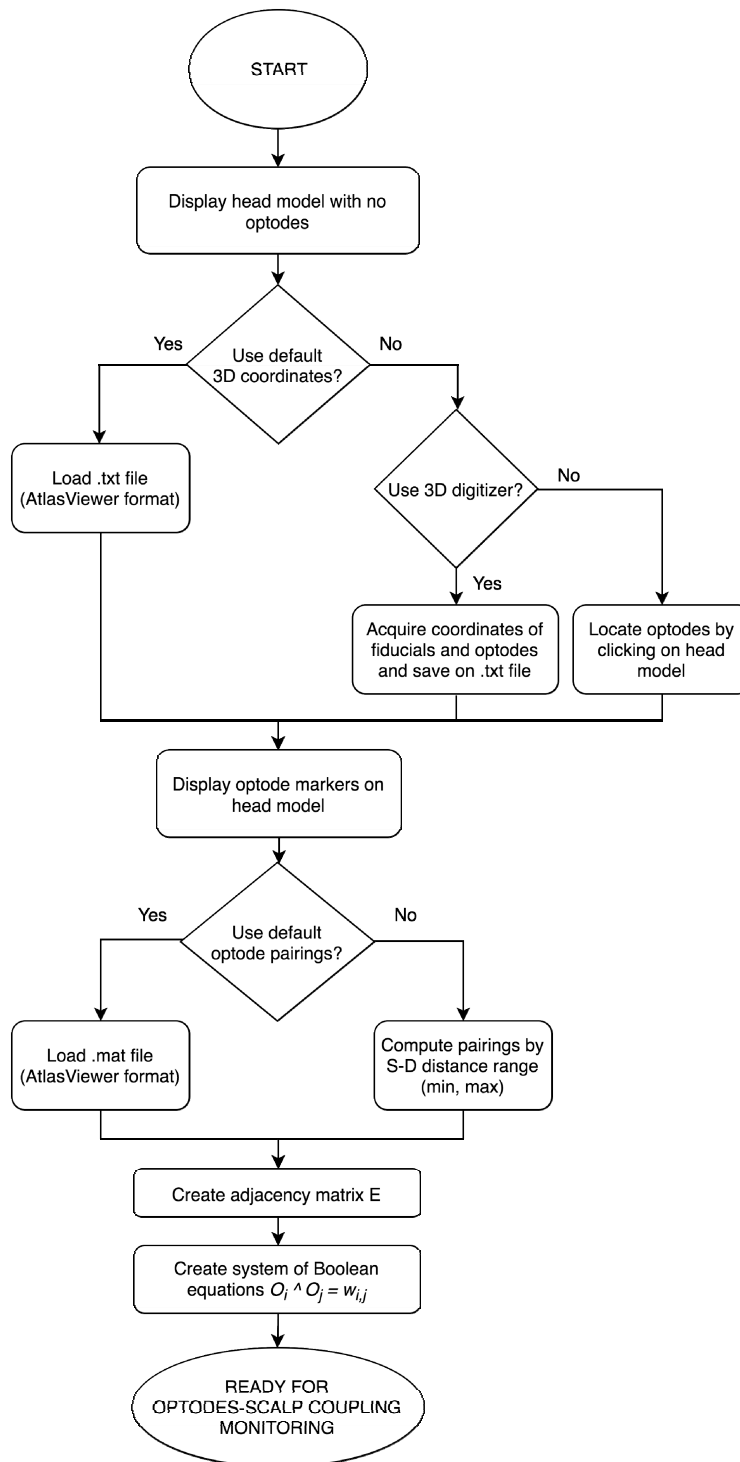 START
Display head model with no
optodes
Yes
No
Use default
3D coordinates?
Load .txt file
(AtlasViewer format)
Use 3D digitizer?
No
Yes
Acquire coordinates of
fiducials and optodes
and save on .txt file
Locate optodes by
clicking on head
model
Display optode markers on
head model
Yes
No
Use default
optode pairings?
Load .mat file
(AtlasViewer format)
Compute pairings by
S-D distance range
(min, max)
Create adjacency matrix E
Create system of Boolean
equations Oi ^ Oj = wi,j
READY FOR
OPTODES-SCALP COUPLING
MONITORING